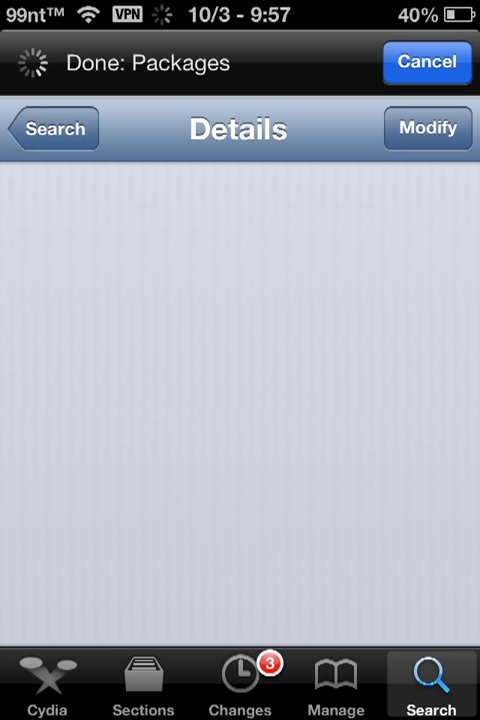 99nt™ VPN 10/3 - 9:57 40%
Done: Packages Cancel
Search Details Modify
3
Cydia Sections Changes Manage Search